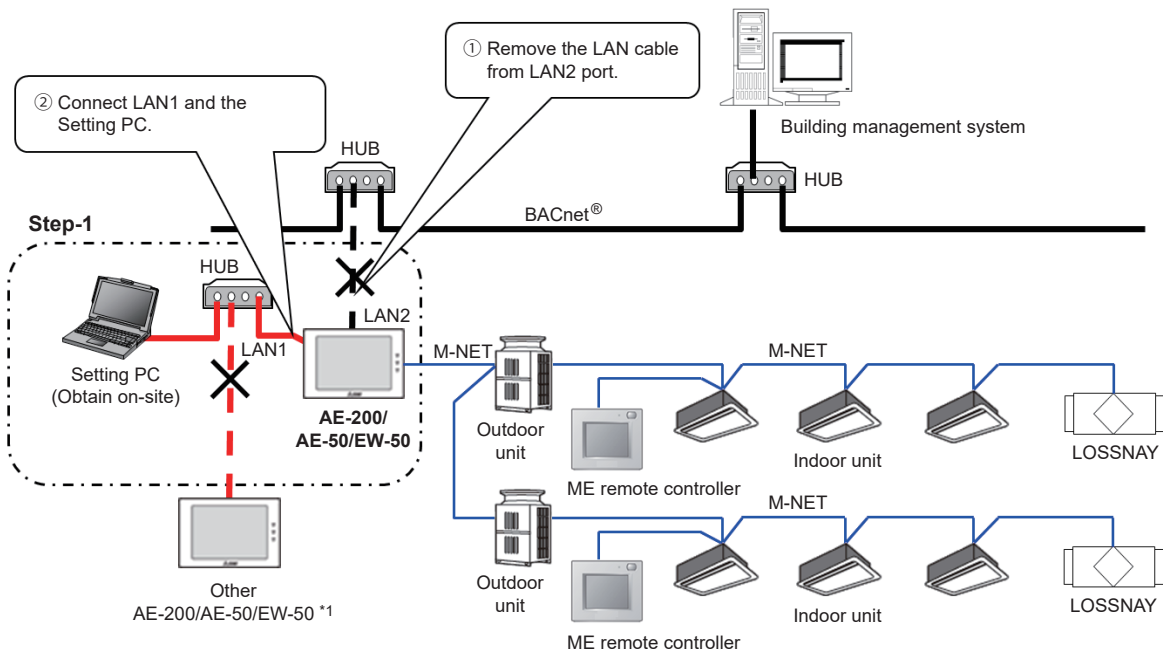 ① Remove the LAN cable
from LAN2 port.
② Connect LAN1 and the
Setting PC.
Building management system
HUB
HUB
BACnet®
Step-1
HUB
LAN2
LAN1
M-NET
M-NET
Setting PC
(Obtain on-site)
AE-200/
AE-50/EW-50
Outdoor
unit
ME remote controller
Indoor unit
LOSSNAY
M-NET
Other
AE-200/AE-50/EW-50 *1
Outdoor
unit
ME remote controller
Indoor unit
LOSSNAY